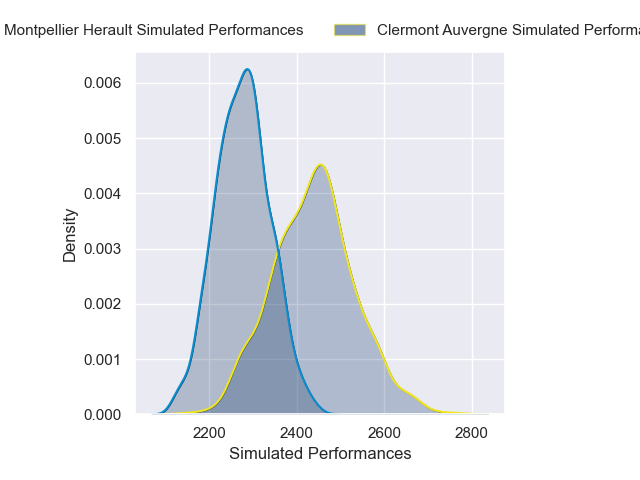 Montpellier Herault Simulated Performances
Clermont Auvergne Simulated
0.006
0.005
0.004
0.003
0.002
0.001
0.000
Density
2200 2400 2600 2800
Simulated Performances